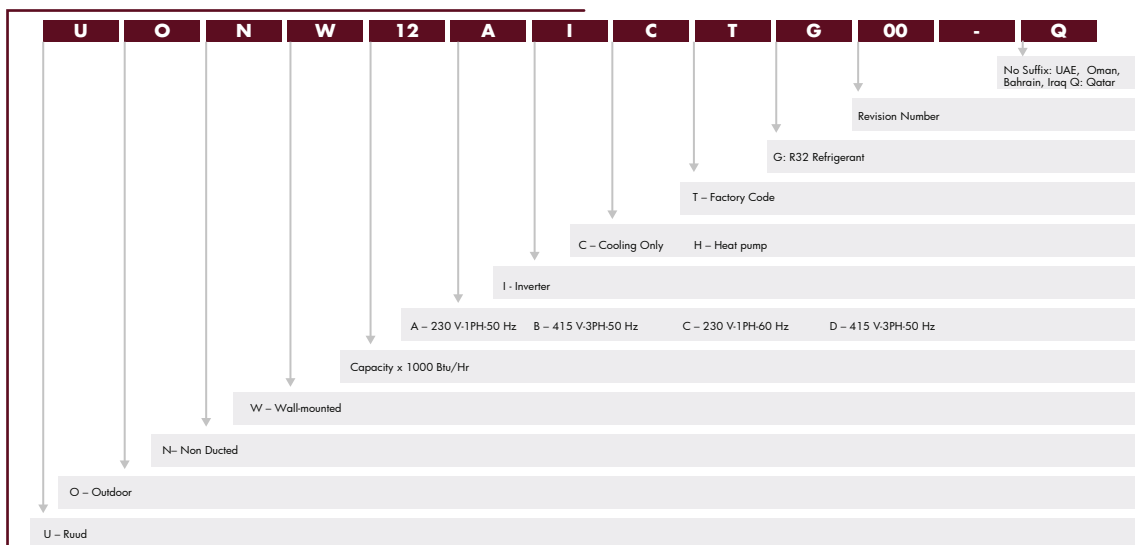 U O N W 12 A I C T G 00 - Q
No Suffix: UAE, Oman,
Bahrain, Iraq Q: Qatar
Revision Number
G: R32 Refrigerant
T – Factory Code
C – Cooling Only H – Heat pump
I - Inverter
A – 230 V-1PH-50 Hz B – 415 V-3PH-50 Hz C – 230 V-1PH-60 Hz D – 415 V-3PH-50 Hz
Capacity x 1000 Btu/Hr
W – Wall-mounted
N– Non Ducted
O – Outdoor
U – Ruud